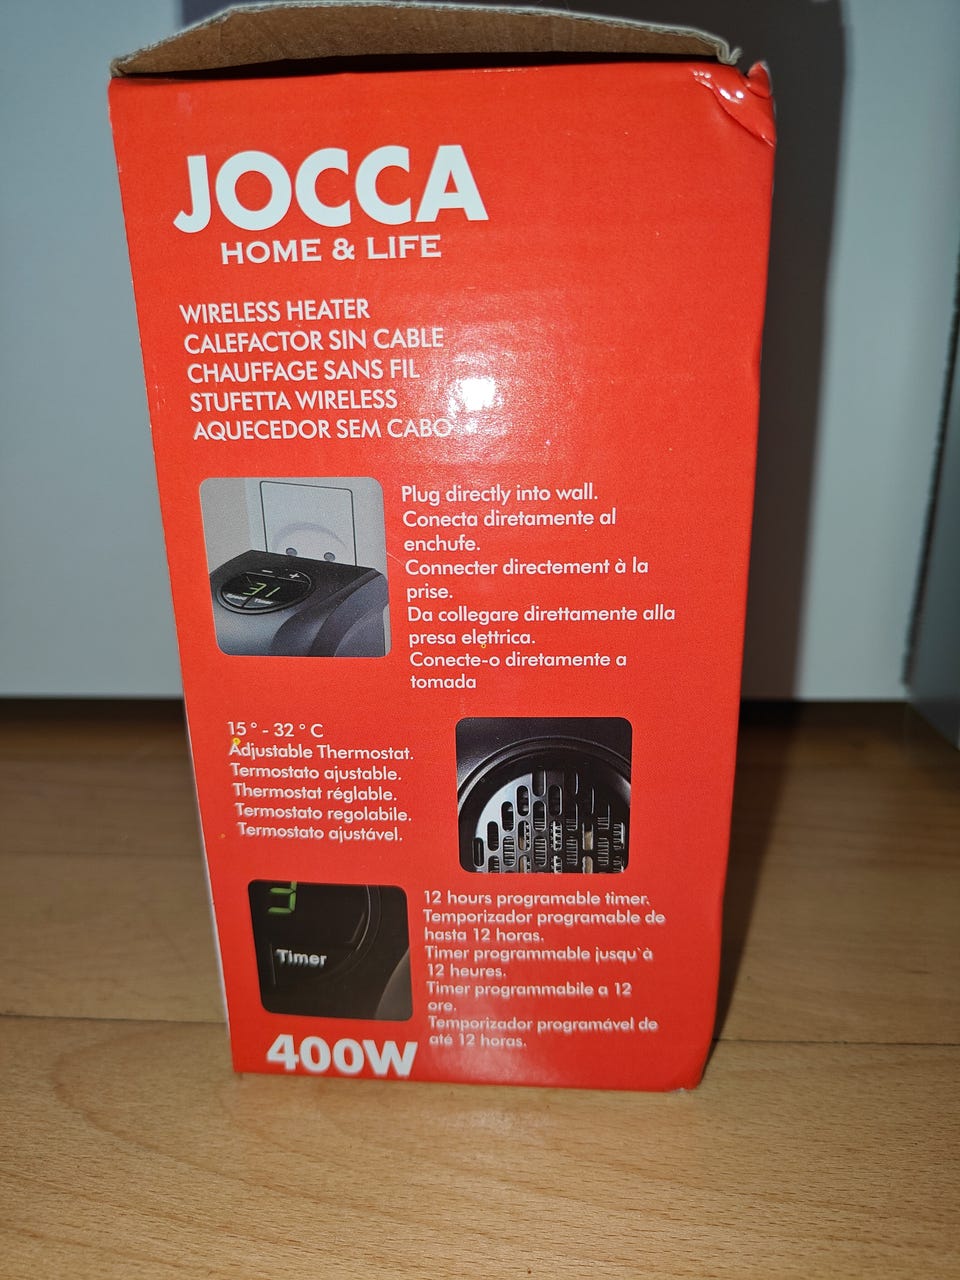 JOCCA
HOME & LIFE
WIRELESS HEATER
CALEFACTOR SIN CABLE
CHAUFFAGE SANS FIL
STUFETTA WIRELESS
AQUECEDOR SEM CABO
- +
31
Timer
Plug directly into wall.
Conecta diretamente al
enchufe.
Connecter directement à la
prise.
Da collegare direttamente alla
presa elettrica.
Conecte-o diretamente a
tomada
15 ° - 32 ° C
Adjustable Thermostat.
Termostato ajustable.
Thermostat réglable.
Termostato regolabile.
Termostato ajustável.
3
Timer
12 hours programable timer.
Temporizador programable de
hasta 12 horas.
Timer programmable jusqu`à
12 heures.
Timer programmabile a 12
ore.
Temporizador programável de
até 12 horas.
400W